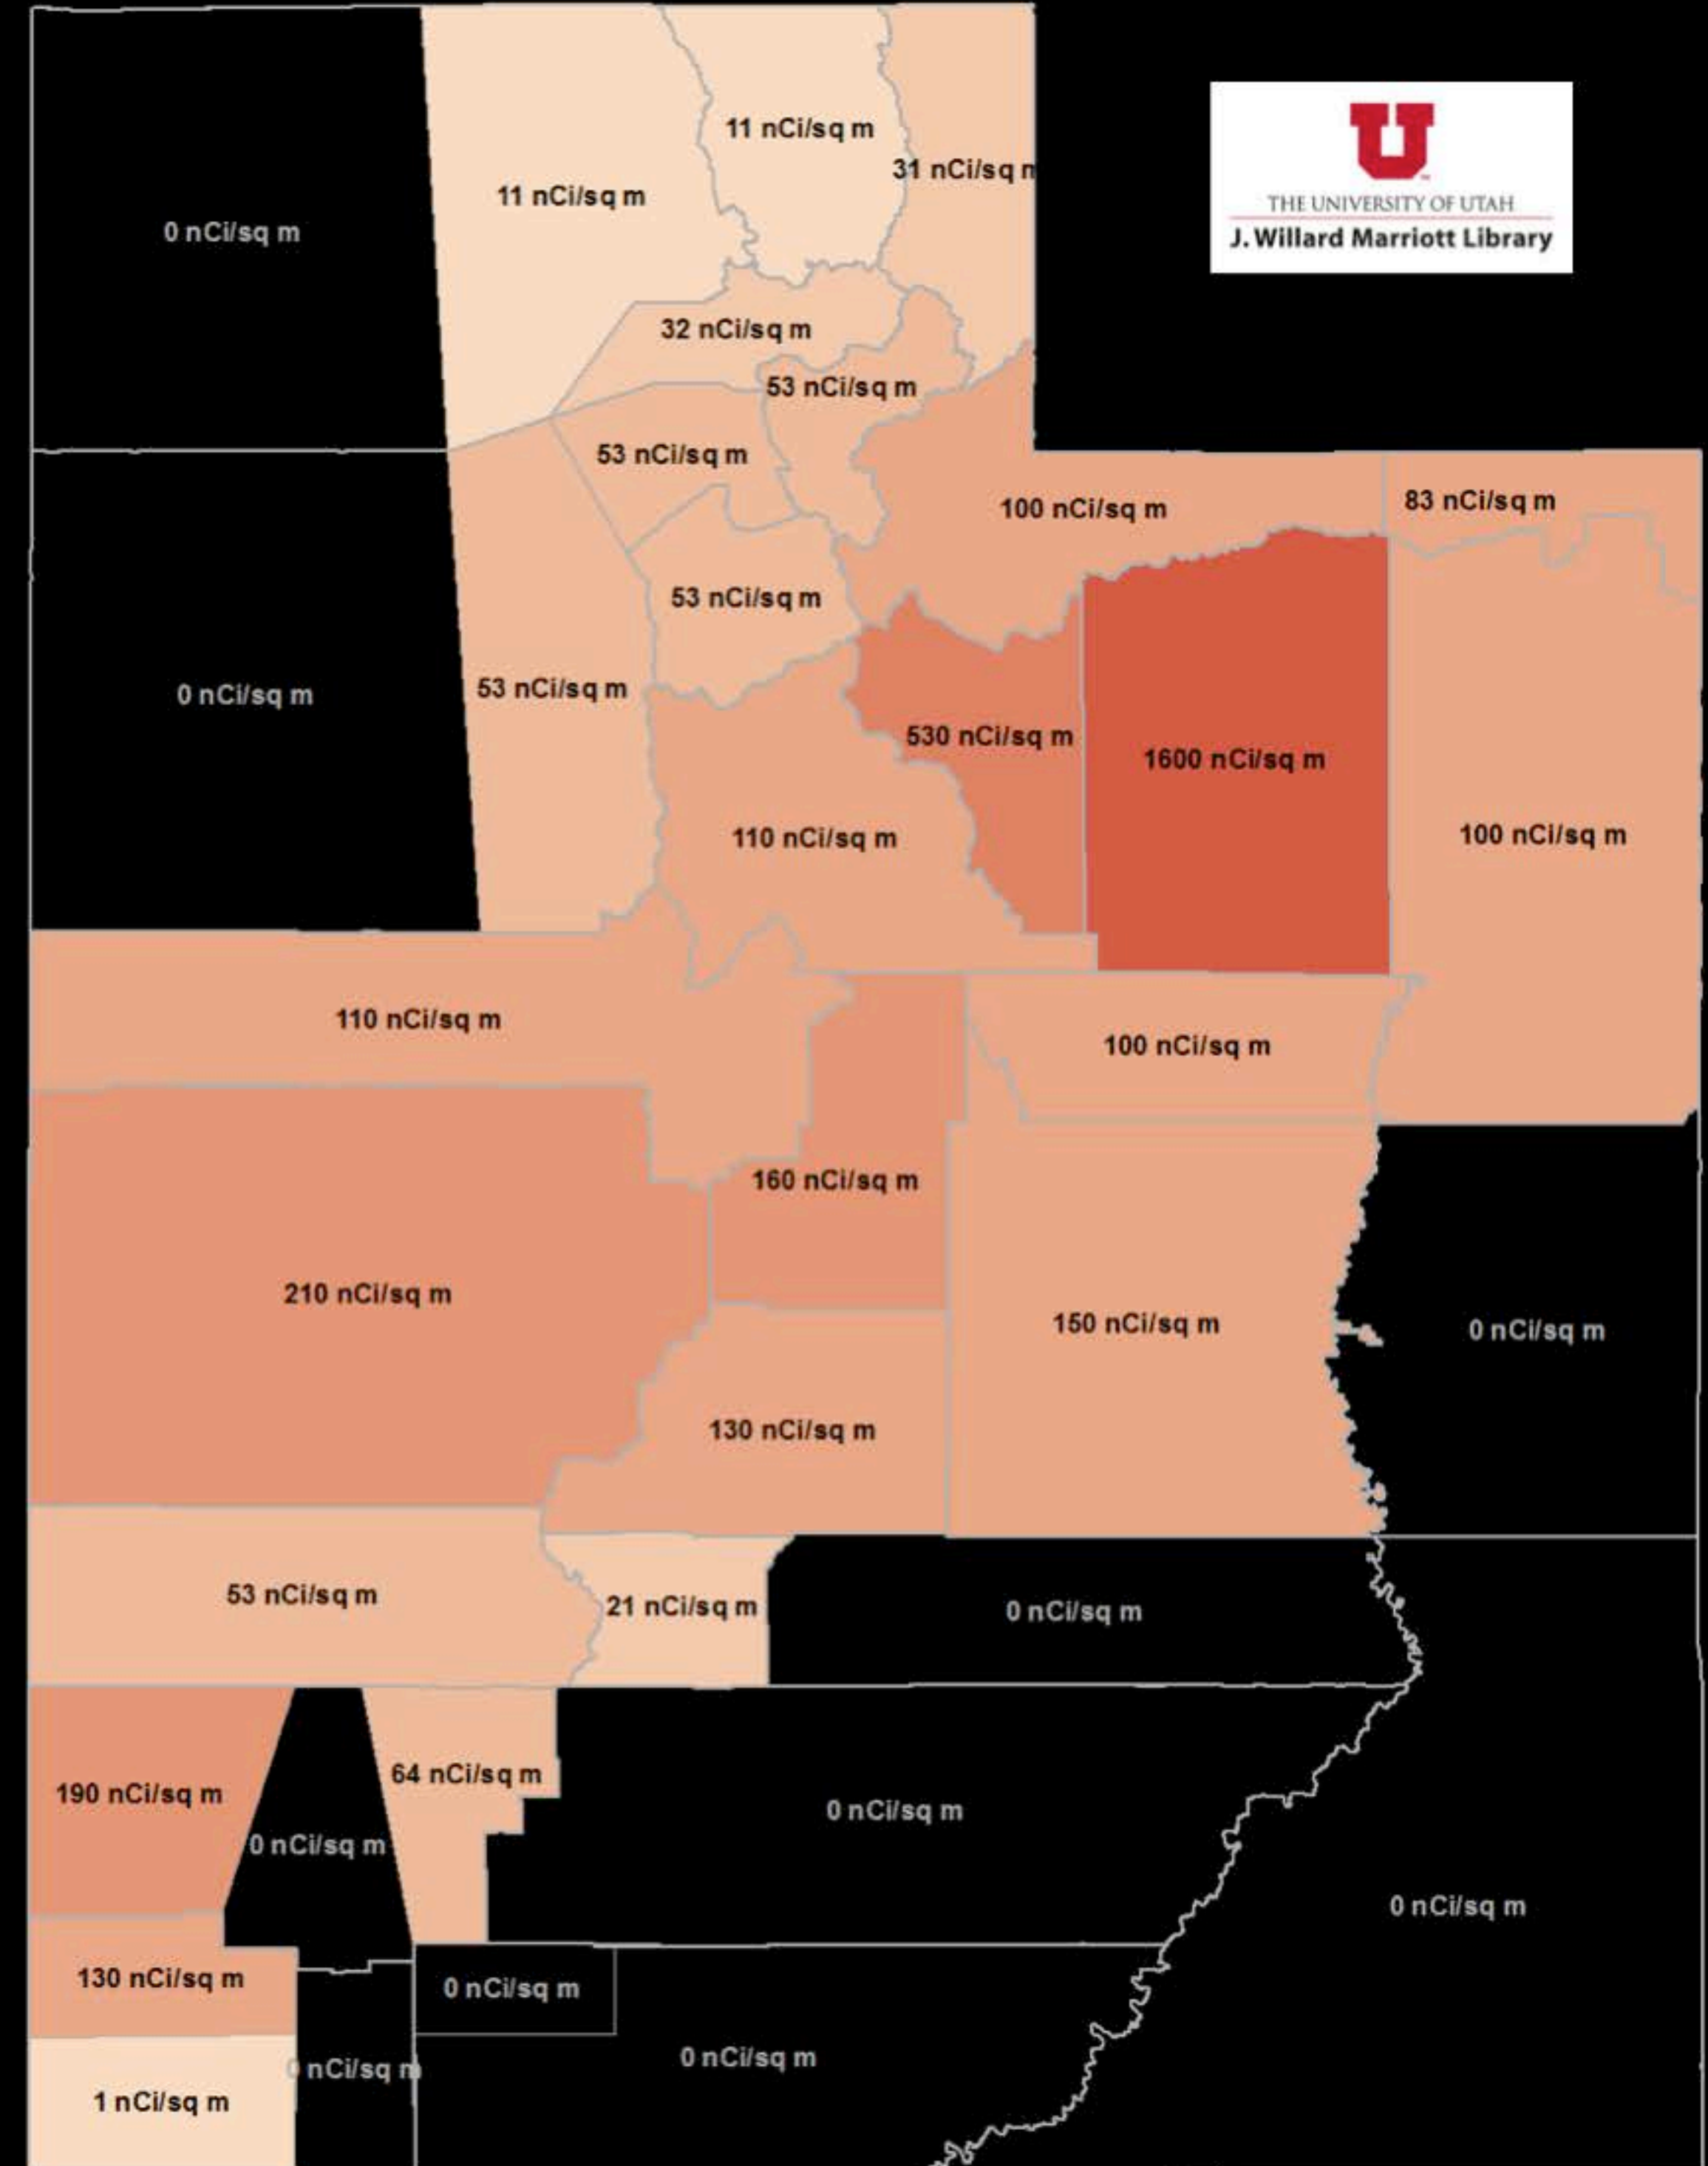 11 nCi/sq m
31 nCi/sq m
11 nCi/sq m
0 nCi/sq m
U
THE UNIVERSITY OF UTAH
J. Willard Marriott Library
32 nCi/sq m
53 nCi/sq m
53 nCi/sq m
100 nCi/sq m
83 nCi/sq m
53 nCi/sq m
0 nCi/sq m
53 nCi/sq m
530 nCi/sq m
1600 nCi/sq m
110 nCi/sq m
100 nCi/sq m
110 nCi/sq m
100 nCi/sq m
160 nCi/sq m
210 nCi/sq m
150 nCi/sq m
0 nCi/sq m
130 nCi/sq m
53 nCi/sq m
21 nCi/sq m
0 nCi/sq m
190 nCi/sq m
64 nCi/sq m
0 nCi/sq m
0 nCi/sq m
0 nCi/sq m
130 nCi/sq m
0 nCi/sq m
0 nCi/sq m
0 nCi/sq m
1 nCi/sq m